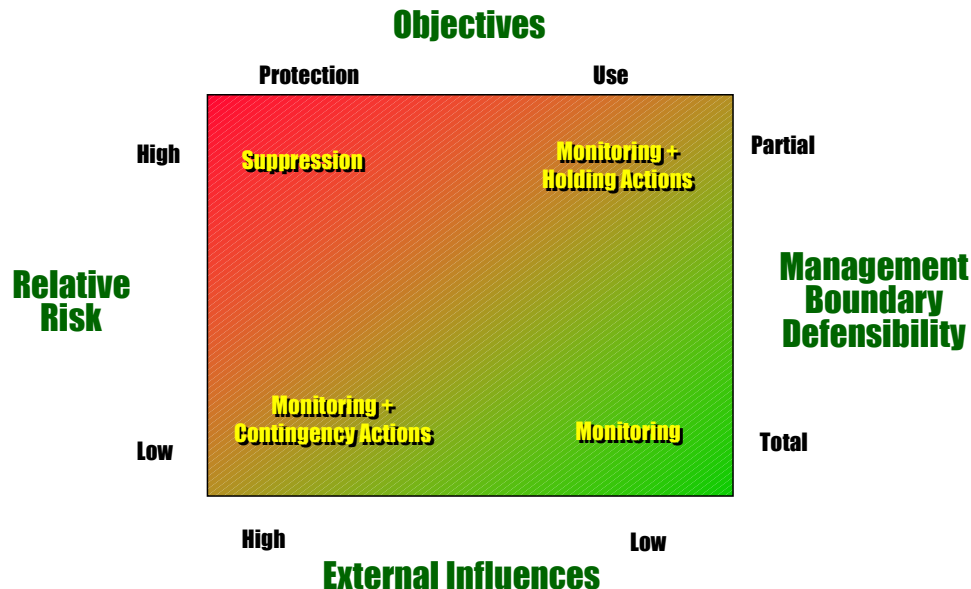 Objectives
Protection Use
High
Suppression
Monitoring +
Holding Actions
Partial
Relative
Risk
Management
Boundary
Defensibility
Low
Monitoring +
Contingency Actions
Monitoring
Total
High Low
External Influences